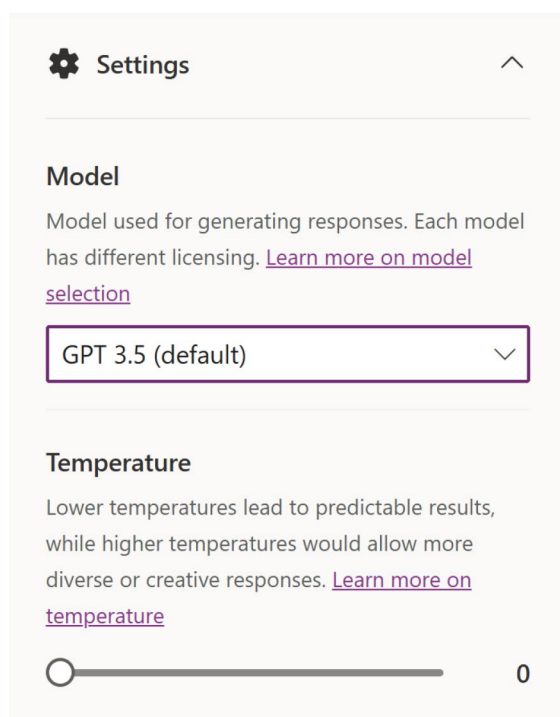 Settings
Model
Model used for generating responses. Each model
has different licensing. Learn more on model
selection
GPT 3.5 (default)
Temperature
Lower temperatures lead to predictable results,
while higher temperatures would allow more
diverse or creative responses. Learn more on
temperature
0